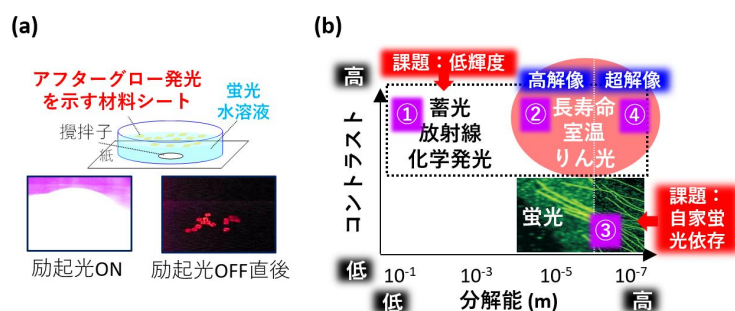 (a)
アフターグロー発光
を示す材料シート
蛍光
水溶液
攪拌子
紙
励起光ON
励起光OFF直後
(b)
課題：低輝度
高
高解像
超解像
①
蓄光
放射線
化学発光
②
長寿命
室温
りん光
④
コントラスト
蛍光
③
課題：
自家蛍
光依存
低
10-1
10-3
10-5
10-7
低
分解能 (m)
高